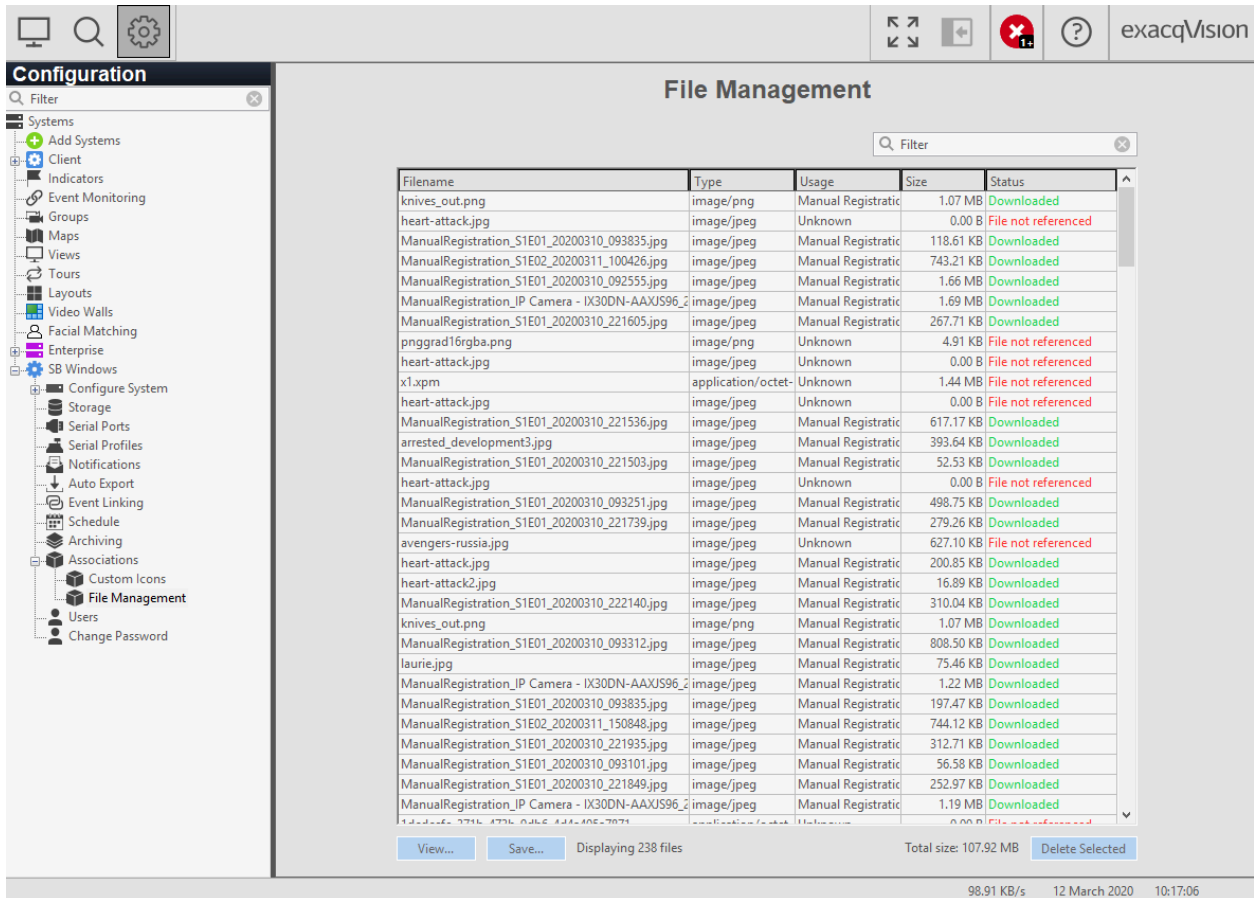 1+
exacqVision
Configuration
Filter
Systems
Add Systems
Client
Indicators
Event Monitoring
Groups
Maps
Views
Tours
Layouts
Video Walls
Facial Matching
Enterprise
SB Windows
Configure System
Storage
Serial Ports
Serial Profiles
Notifications
Auto Export
Event Linking
Schedule
Archiving
Associations
Custom Icons
File Management
Users
Change Password
File Management
Filter
Filename Type Usage Size Status
knives_out.png image/png Manual Registratic 1.07 MB Downloaded
heart-attack.jpg image/jpeg Unknown 0.00 B File not referenced
ManualRegistration_S1E01_20200310_093835.jpg image/jpeg Manual Registratic 118.61 KB Downloaded
ManualRegistration_S1E02_20200311_100426.jpg image/jpeg Manual Registratic 743.21 KB Downloaded
ManualRegistration_S1E01_20200310_092555.jpg image/jpeg Manual Registratic 1.66 MB Downloaded
ManualRegistration_IP Camera - IX30DN-AAXJS96_2 image/jpeg Manual Registratic 1.69 MB Downloaded
ManualRegistration_S1E01_20200310_221605.jpg image/jpeg Manual Registratic 267.71 KB Downloaded
pnggrad16rgba.png image/png Unknown 4.91 KB File not referenced
heart-attack.jpg image/jpeg Unknown 0.00 B File not referenced
x1.xpm application/octet- Unknown 1.44 MB File not referenced
heart-attack.jpg image/jpeg Unknown 0.00 B File not referenced
ManualRegistration_S1E01_20200310_221536.jpg image/jpeg Manual Registratic 617.17 KB Downloaded
arrested_development3.jpg image/jpeg Manual Registratic 393.64 KB Downloaded
ManualRegistration_S1E01_20200310_221503.jpg image/jpeg Manual Registratic 52.53 KB Downloaded
heart-attack.jpg image/jpeg Unknown 0.00 B File not referenced
ManualRegistration_S1E01_20200310_093251.jpg image/jpeg Manual Registratic 498.75 KB Downloaded
ManualRegistration_S1E01_20200310_221739.jpg image/jpeg Manual Registratic 279.26 KB Downloaded
avengers-russia.jpg image/jpeg Unknown 627.10 KB File not referenced
heart-attack.jpg image/jpeg Manual Registratic 200.85 KB Downloaded
heart-attack2.jpg image/jpeg Manual Registratic 16.89 KB Downloaded
ManualRegistration_S1E01_20200310_222140.jpg image/jpeg Manual Registratic 310.04 KB Downloaded
knives_out.png image/png Manual Registratic 1.07 MB Downloaded
ManualRegistration_S1E01_20200310_093312.jpg image/jpeg Manual Registratic 808.50 KB Downloaded
laurie.jpg image/jpeg Manual Registratic 75.46 KB Downloaded
ManualRegistration_IP Camera - IX30DN-AAXJS96_2 image/jpeg Manual Registratic 1.22 MB Downloaded
ManualRegistration_S1E01_20200310_093835.jpg image/jpeg Manual Registratic 197.47 KB Downloaded
ManualRegistration_S1E02_20200311_150848.jpg image/jpeg Manual Registratic 744.12 KB Downloaded
ManualRegistration_S1E01_20200310_221935.jpg image/jpeg Manual Registratic 312.71 KB Downloaded
ManualRegistration_S1E01_20200310_093101.jpg image/jpeg Manual Registratic 56.58 KB Downloaded
ManualRegistration_S1E01_20200310_221849.jpg image/jpeg Manual Registratic 252.97 KB Downloaded
ManualRegistration_IP Camera - IX30DN-AAXJS96_2 image/jpeg Manual Registratic 1.19 MB Downloaded
View... Save... Displaying 238 files Total size: 107.92 MB Delete Selected
98.91 KB/s 12 March 2020 10:17:06